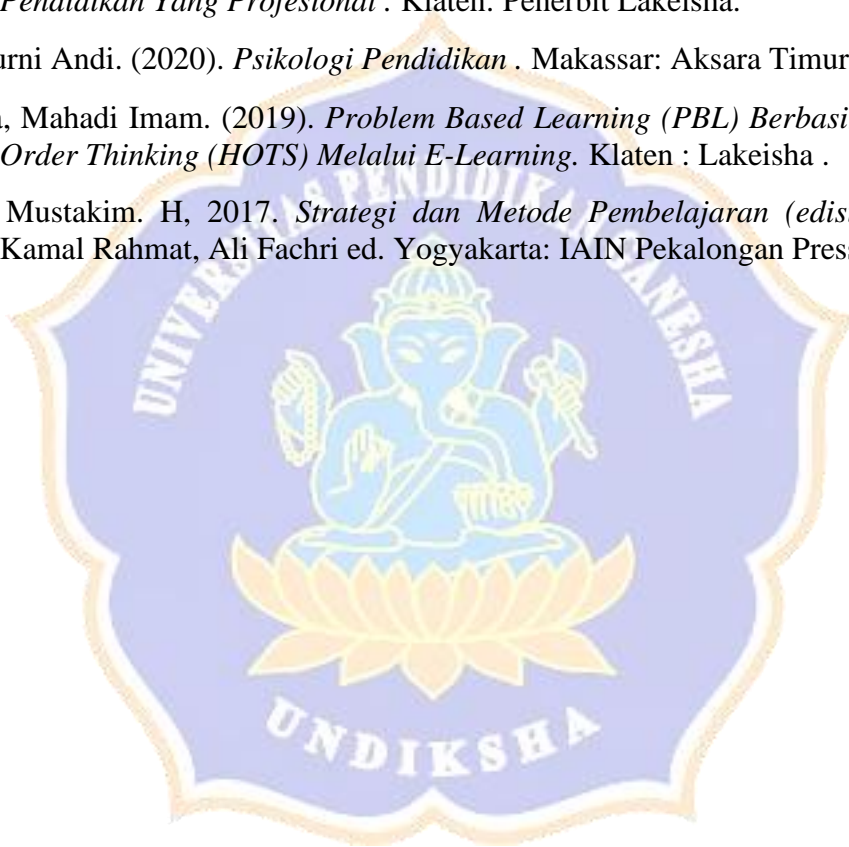 Pendidikan Yang Profesional . Klaten: Penerbit Lakeisha.
urni Andi. (2020). Psikologi Pendidikan . Makassar: Aksara Timur
, Mahadi Imam. (2019). Problem Based Learning (PBL) Berbasi
Order Thinking (HOTS) Melalui E-Learning. Klaten : Lakeisha .
Mustakim. H, 2017. Strategi dan Metode Pembelajaran (edis
Kamal Rahmat, Ali Fachri ed. Yogyakarta: IAIN Pekalongan Press
UNIVERSITAS PENDIDIKAN GANESHA
UNDIKSHA